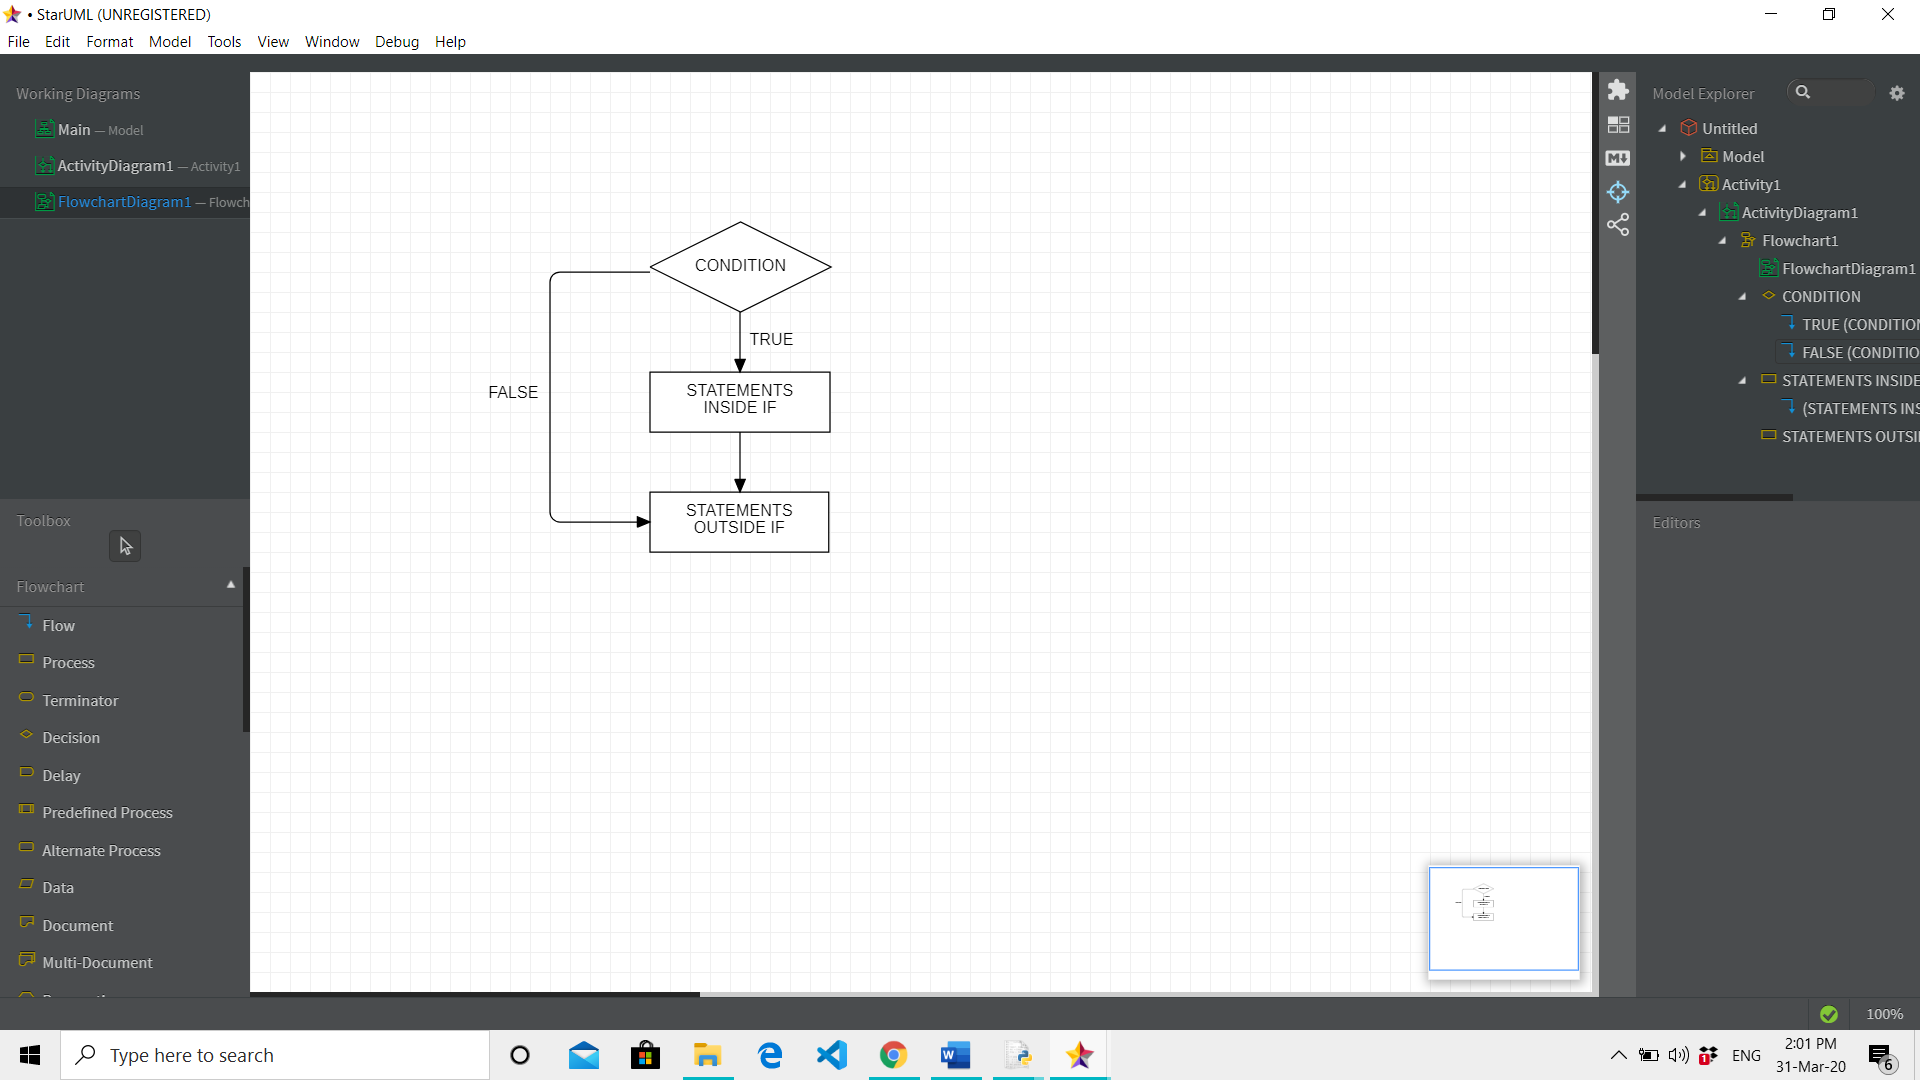 • StarUML (UNREGISTERED)
File Edit Format Model Tools View Window Debug Help
Working Diagrams
Main — Model
ActivityDiagram1 — Activity1
FlowchartDiagram1 — Flowch
Toolbox
Flowchart
Flow
Process
Terminator
Decision
Delay
Predefined Process
Alternate Process
Data
Document
Multi-Document
CONDITION
TRUE
FALSE
STATEMENTS
INSIDE IF
STATEMENTS
OUTSIDE IF
M
Model Explorer
Untitled
Model
Activity1
ActivityDiagram1
Flowchart1
FlowchartDiagram1
CONDITION
TRUE (CONDITION
FALSE (CONDITIO
STATEMENTS INSIDE
(STATEMENTS INS
STATEMENTS OUTSI
Editors
100%
Type here to search
W
1
ENG
2:01 PM
31-Mar-20
6